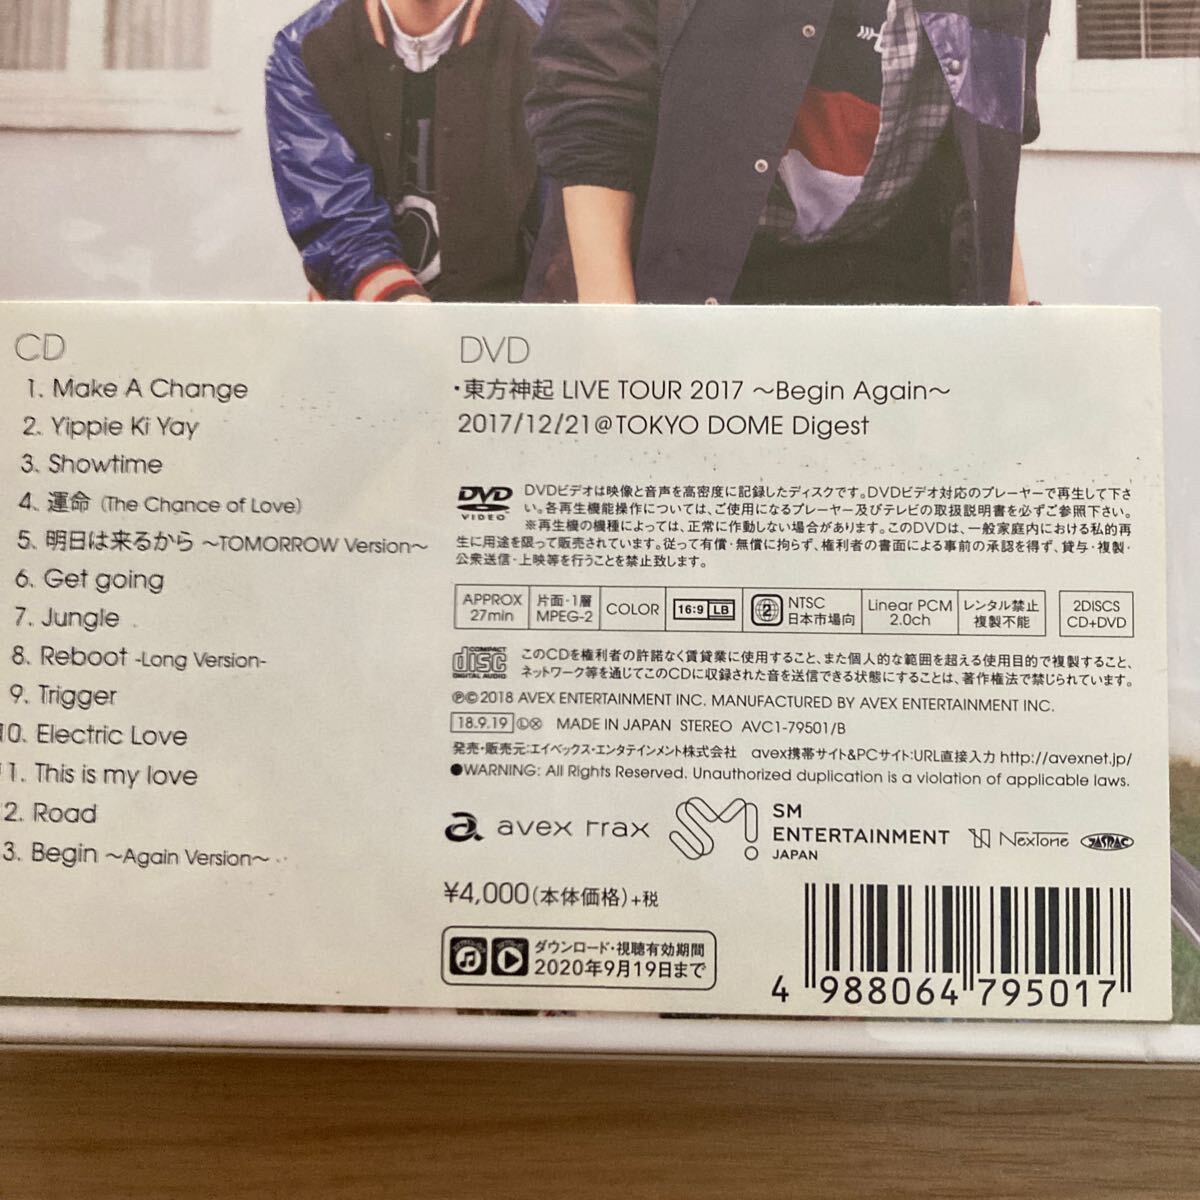 CD
1. Make A Change
2. Yippie Ki Yay
3. Showtime
4. 運命 (The Chance of Love)
5. 明日は来るから ～TOMORROW Version～
6. Get going
7. Jungle
8. Reboot -Long Version-
9. Trigger
10. Electric Love
1. This is my love
2. Road
3. Begin ～Again Version～
DVD
・東方神起 LIVE TOUR 2017 ～Begin Again～
2017/12/21@TOKYO DOME Digest
DVD VIDEO
DVDビデオは映像と音声を高密度に記録したディスクです。DVDビデオ対応のプレーヤーで再生して下さ
い。各再生機能操作については、ご使用になるプレーヤー及びテレビの取扱説明書を必ずご参照下さい。
※再生機の機種によっては、正常に作動しない場合があります。このDVDは、一般家庭内における私的再
生に用途を限って販売されています。従って有償・無償に拘らず、権利者の書面による事前の承認を得ず、貸与・複製・
公衆送信・上映等を行うことを禁止致します。
APPROX 27min 片面・1層 MPEG-2 COLOR 16:9 LB 2 NTSC 日本市場向 Linear PCM 2.0ch レンタル禁止 複製不能 2DISCS CD+DVD
COMPACT disc DIGITAL AUDIO
このCDを権利者の許諾なく賃貸業に使用すること、また個人的な範囲を超える使用目的で複製すること、
ネットワーク等を通じてこのCDに収録された音を送信できる状態にすることは、著作権法で禁じられています。
℗©2018 AVEX ENTERTAINMENT INC. MANUFACTURED BY AVEX ENTERTAINMENT INC.
18.9.19 Ⓛⓧ MADE IN JAPAN STEREO AVC1-79501/B
発売・販売元:エイベックス・エンタテインメント株式会社 avex携帯サイト&PCサイト:URL直接入力 http://avexnet.jp/
●WARNING: All Rights Reserved. Unauthorized duplication is a violation of applicable laws.
a avex trax SM! SM ENTERTAINMENT JAPAN NexTone JASRAC
¥4,000(本体価格)+税
ダウンロード・視聴有効期間
2020年9月19日まで
4 988064 795017